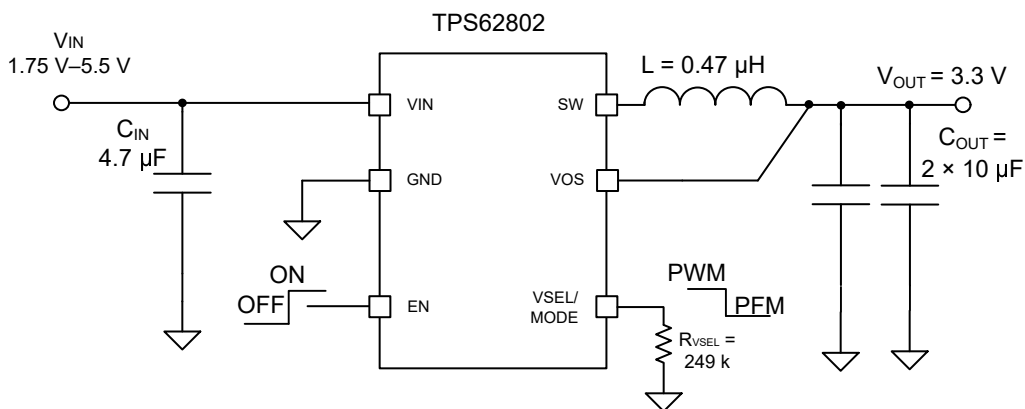 TPS62802
VIN
1.75 V–5.5 V
L = 0.47 µH
VOUT = 3.3 V
VIN
SW
CIN
4.7 µF
COUT =
2 × 10 µF
GND
VOS
ON
OFF
EN
VSEL/
MODE
PWM
PFM
RVSEL =
249 k